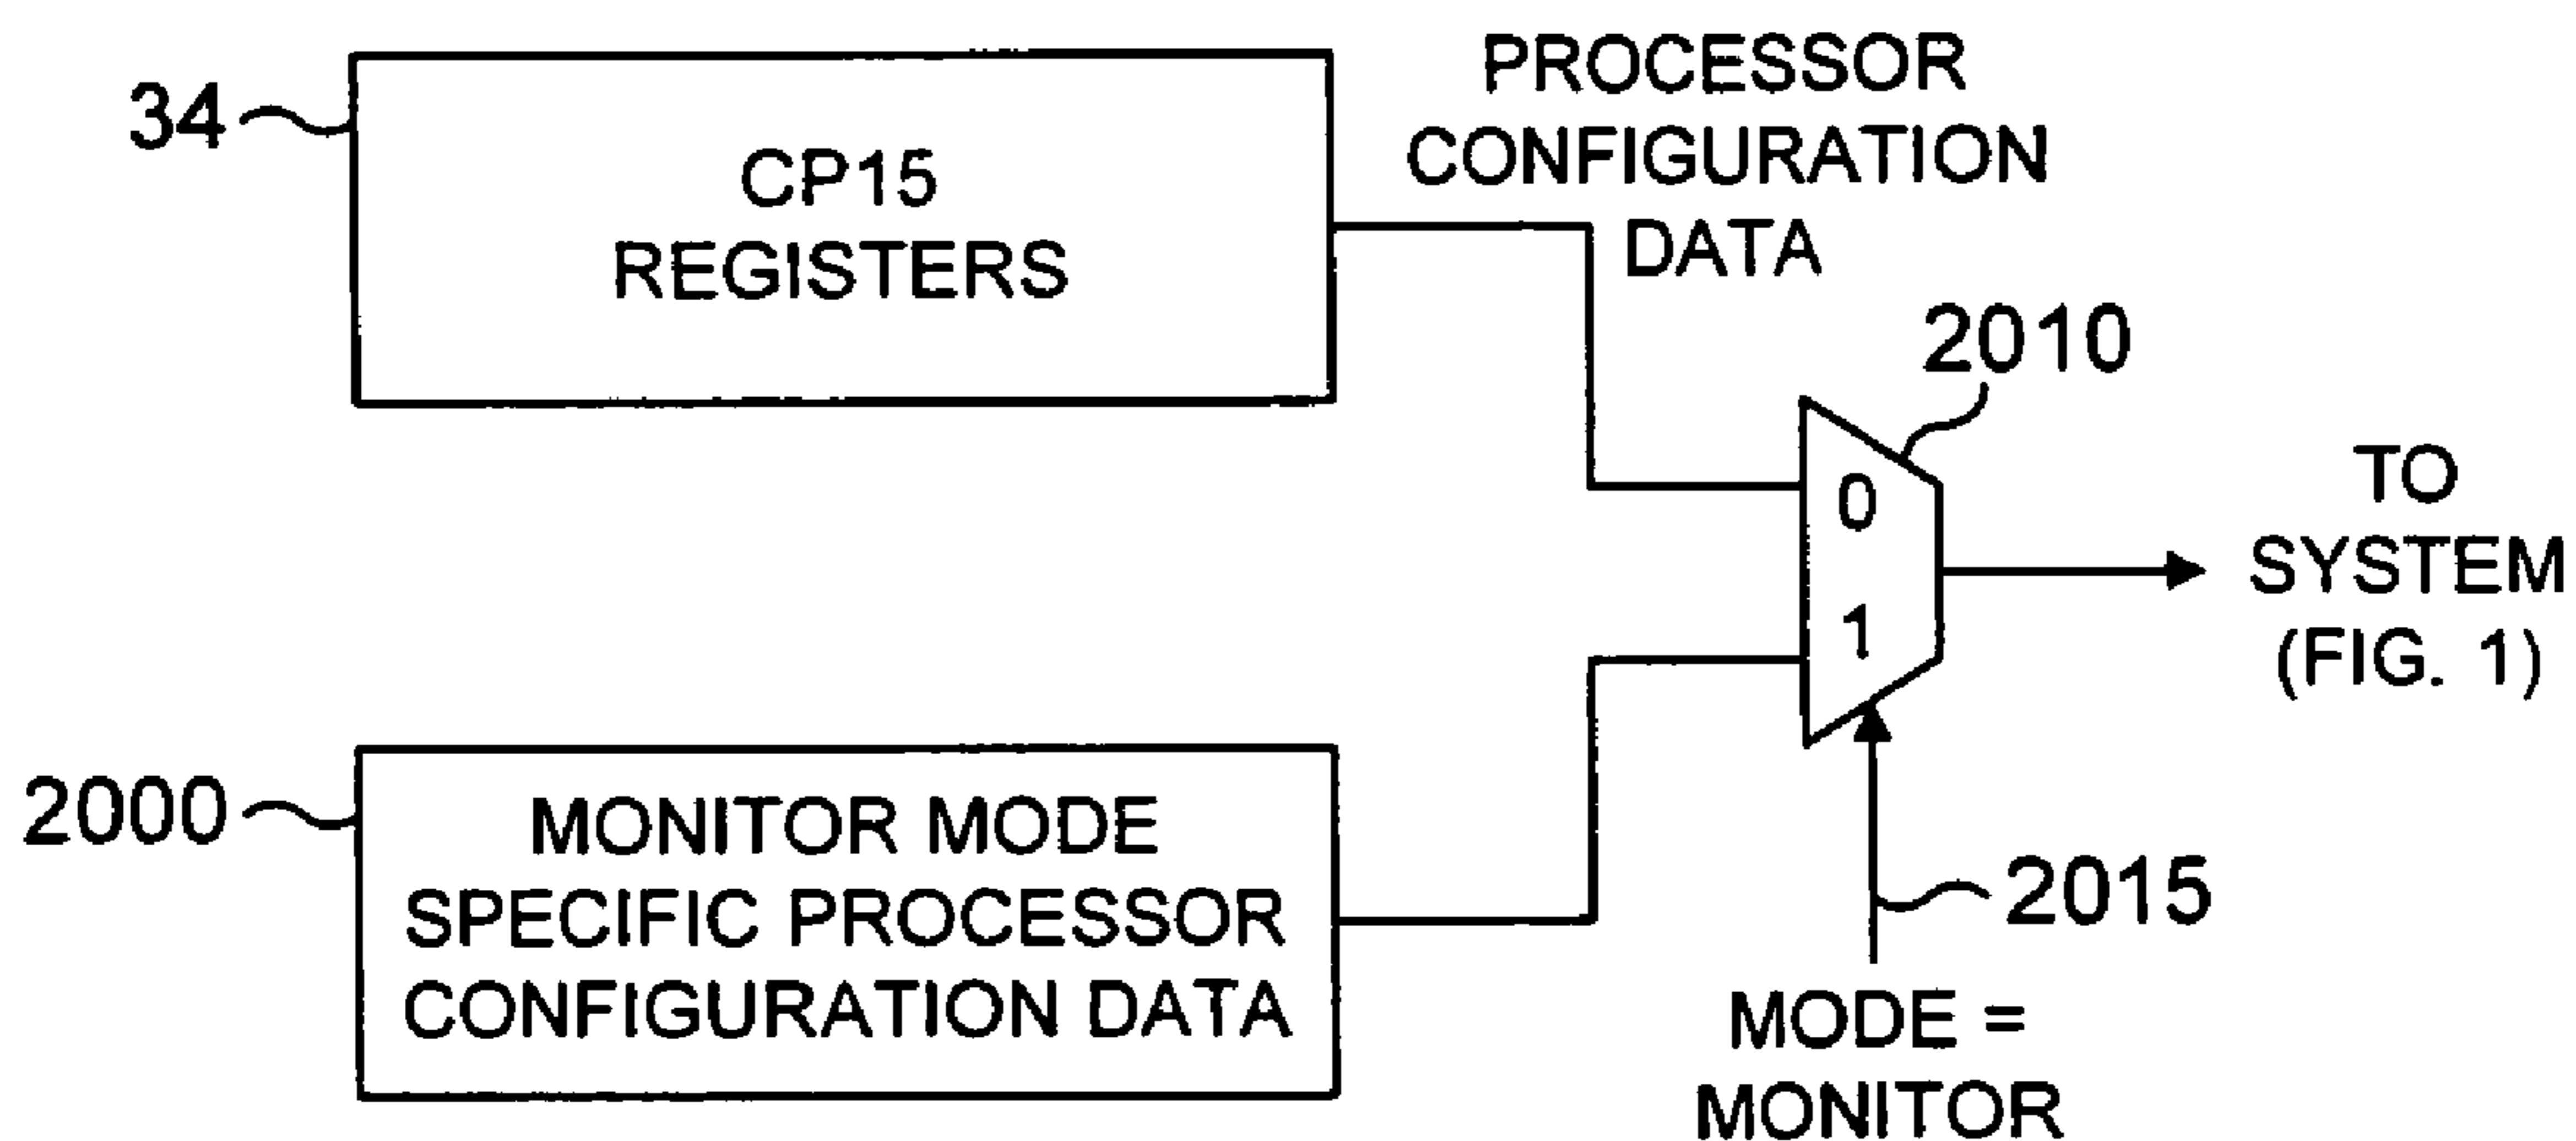 34
CP15
REGISTERS
PROCESSOR
CONFIGURATION
DATA
2010
0
1
TO
SYSTEM
(FIG. 1)
2000
MONITOR MODE
SPECIFIC PROCESSOR
CONFIGURATION DATA
2015
MODE =
MONITOR